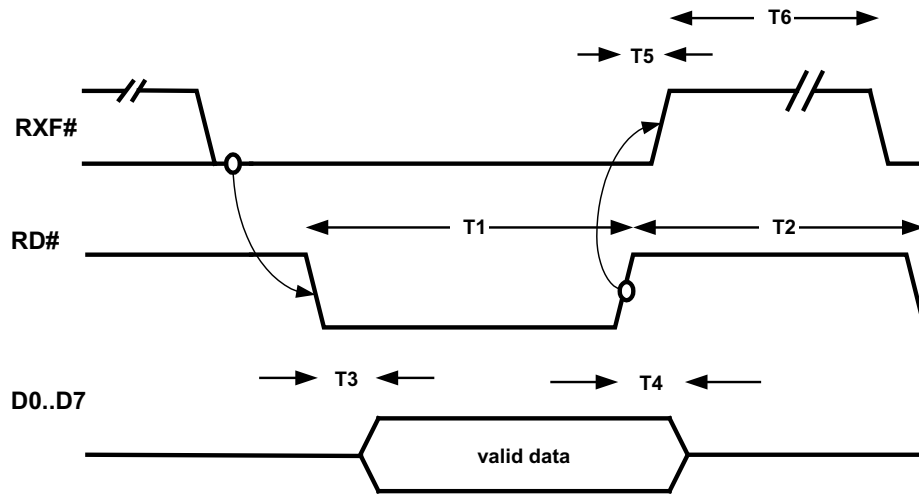 T6
T5
RXF#
T1
T2
RD#
T3
T4
D0..D7
valid data